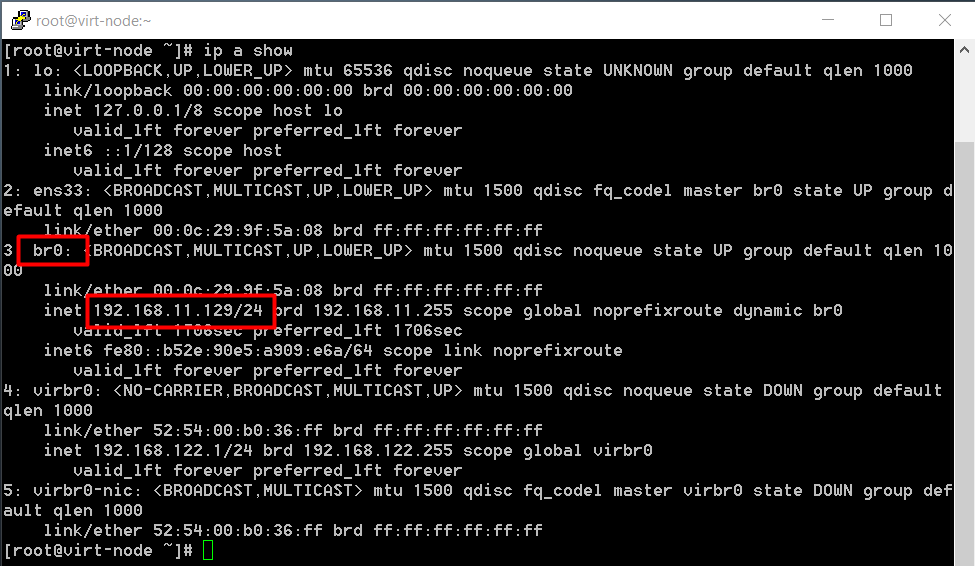 root@virt-node:~
[root@virt-node ~]# ip a show
1: lo: <LOOPBACK,UP,LOWER_UP> mtu 65536 qdisc noqueue state UNKNOWN group default qlen 1000
    link/loopback 00:00:00:00:00:00 brd 00:00:00:00:00:00
    inet 127.0.0.1/8 scope host lo
       valid_lft forever preferred_lft forever
    inet6 ::1/128 scope host
       valid_lft forever preferred_lft forever
2: ens33: <BROADCAST,MULTICAST,UP,LOWER_UP> mtu 1500 qdisc fq_codel master br0 state UP group d
efault qlen 1000
    link/ether 00:0c:29:9f:5a:08 brd ff:ff:ff:ff:ff:ff
3 br0: <BROADCAST,MULTICAST,UP,LOWER_UP> mtu 1500 qdisc noqueue state UP group default qlen 10
00
    link/ether 00:0c:29:9f:5a:08 brd ff:ff:ff:ff:ff:ff
    inet 192.168.11.129/24 brd 192.168.11.255 scope global noprefixroute dynamic br0
       valid_lft 1706sec preferred_lft 1706sec
    inet6 fe80::b52e:90e5:a909:e6a/64 scope link noprefixroute
       valid_lft forever preferred_lft forever
4: virbr0: <NO-CARRIER,BROADCAST,MULTICAST,UP> mtu 1500 qdisc noqueue state DOWN group default
qlen 1000
    link/ether 52:54:00:b0:36:ff brd ff:ff:ff:ff:ff:ff
    inet 192.168.122.1/24 brd 192.168.122.255 scope global virbr0
       valid_lft forever preferred_lft forever
5: virbr0-nic: <BROADCAST,MULTICAST> mtu 1500 qdisc fq_codel master virbr0 state DOWN group def
ault qlen 1000
    link/ether 52:54:00:b0:36:ff brd ff:ff:ff:ff:ff:ff
[root@virt-node ~]#